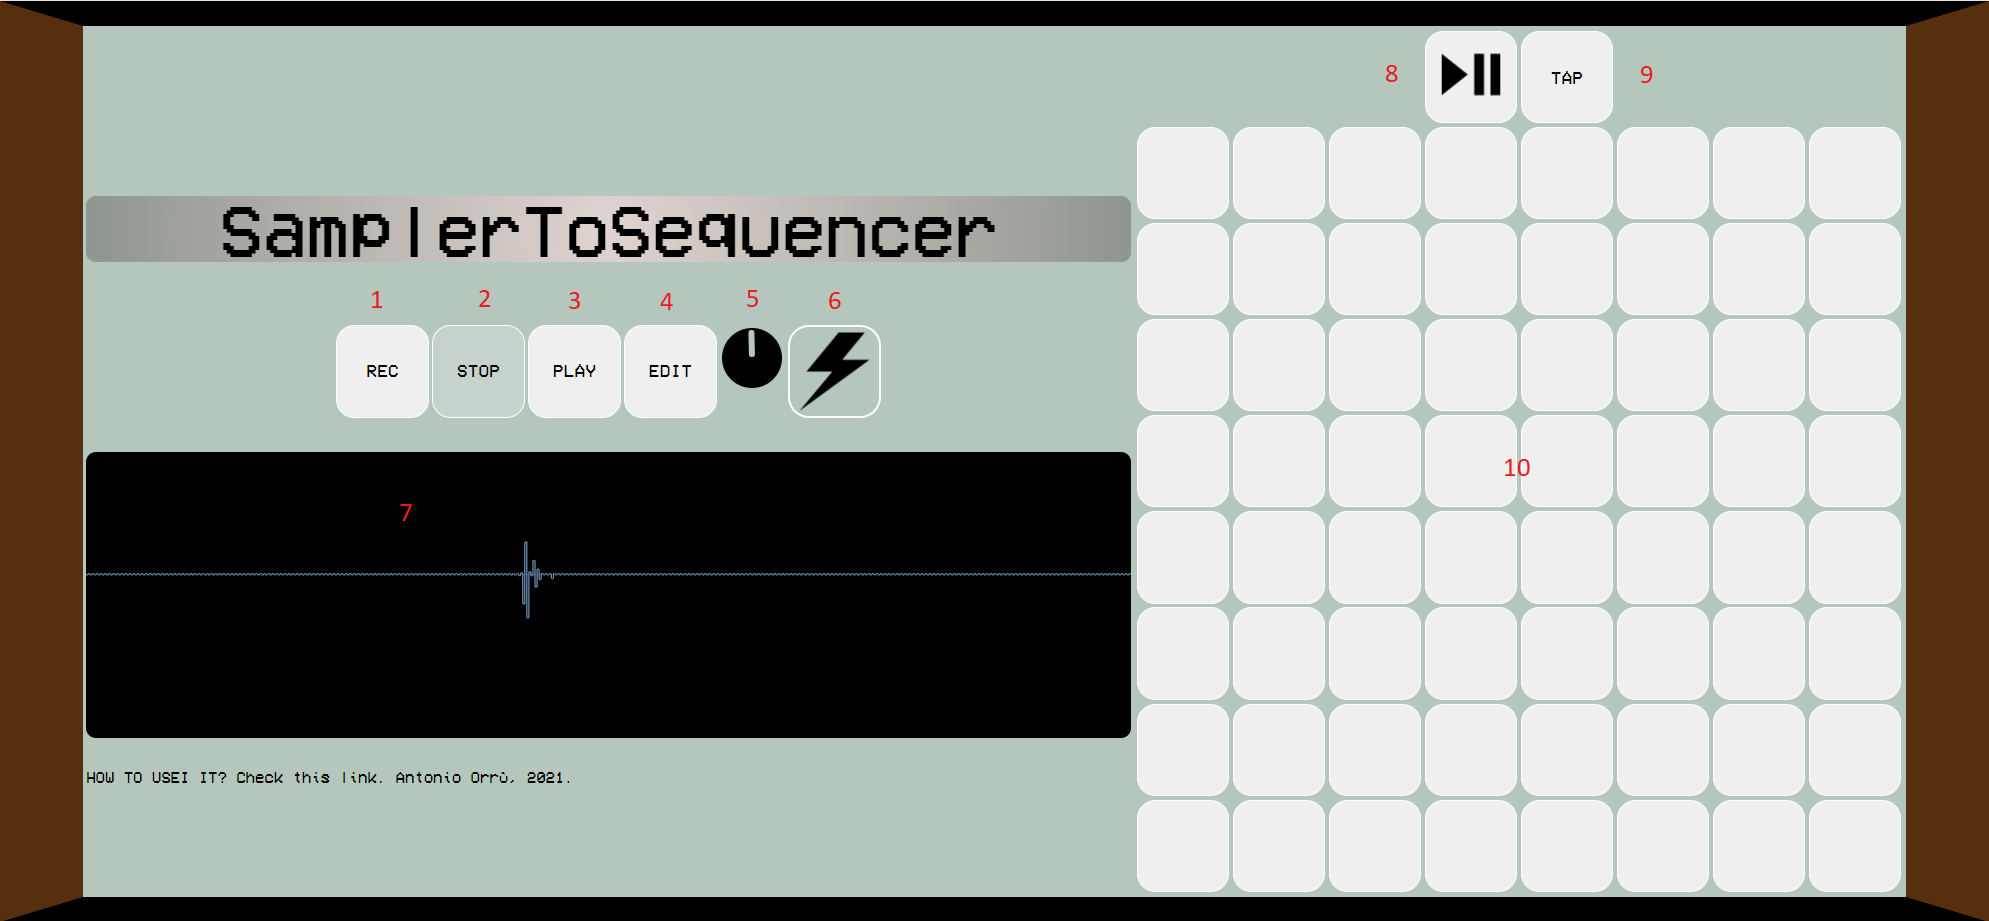 8 TAP 9
SamplerToSequencer
1 2 3 4 5 6
REC STOP PLAY EDIT
10
7
HOW TO USEI IT? Check this link. Antonio Orrù, 2021.